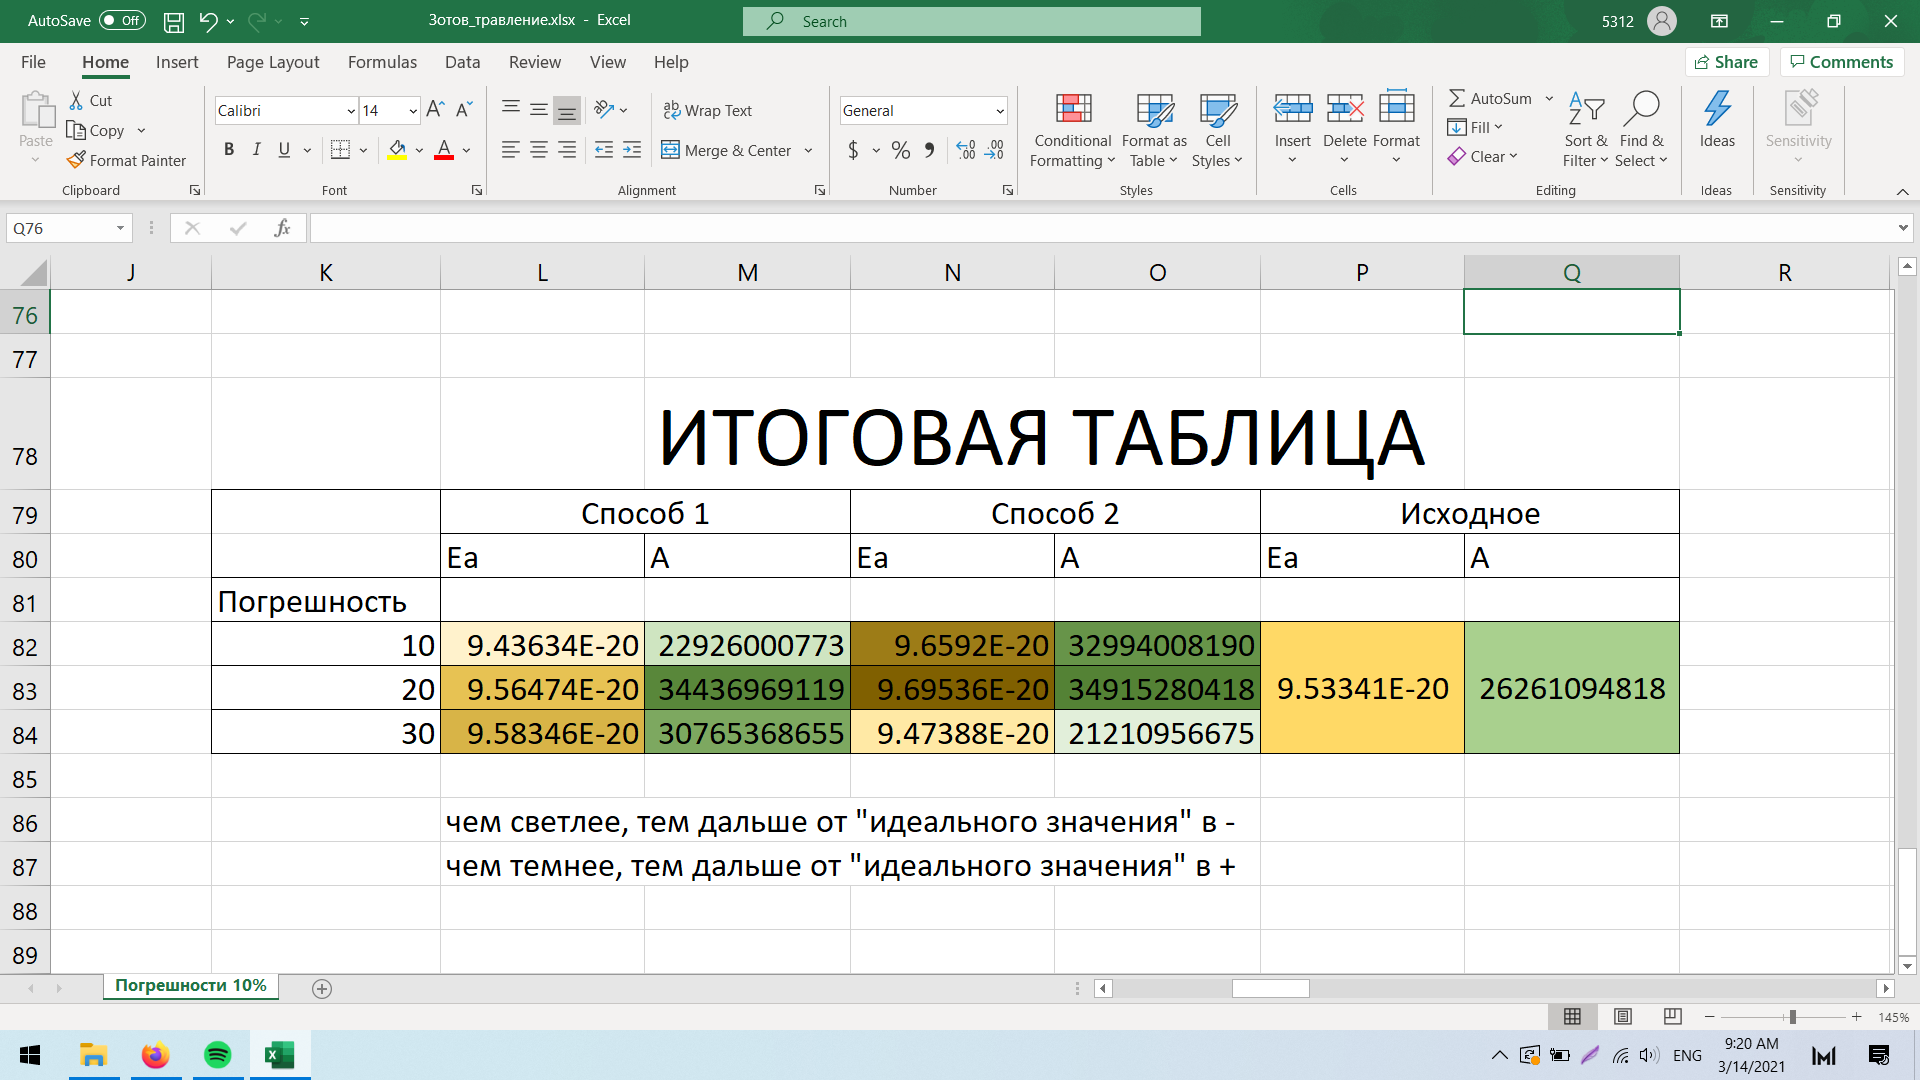 AutoSave Off Зотов_травление.xlsx - Excel Search 5312
File Home Insert Page Layout Formulas Data Review View Help Share Comments
Paste Cut Copy Format Painter Clipboard
Calibri 14 A A B I U A Font
ab Wrap Text Merge & Center Alignment
General $ % 9 Number
Conditional Formatting Format as Table Cell Styles Styles
Insert Delete Format Cells
AutoSum Fill Clear Sort & Filter Find & Select Editing
Ideas Ideas
Sensitivity Sensitivity
Q76 fx
J K L M N O P Q R
76
77
78 ИТОГОВАЯ ТАБЛИЦА
79 Способ 1 Способ 2 Исходное
80 Ea A Ea A Ea A
81 Погрешность
82 10 9.43634E-20 22926000773 9.6592E-20 32994008190
83 20 9.56474E-20 34436969119 9.69536E-20 34915280418 9.53341E-20 26261094818
84 30 9.58346E-20 30765368655 9.47388E-20 21210956675
85
86 чем светлее, тем дальше от "идеального значения" в -
87 чем темнее, тем дальше от "идеального значения" в +
88
89
Погрешности 10%
145%
ENG 9:20 AM
3/14/2021